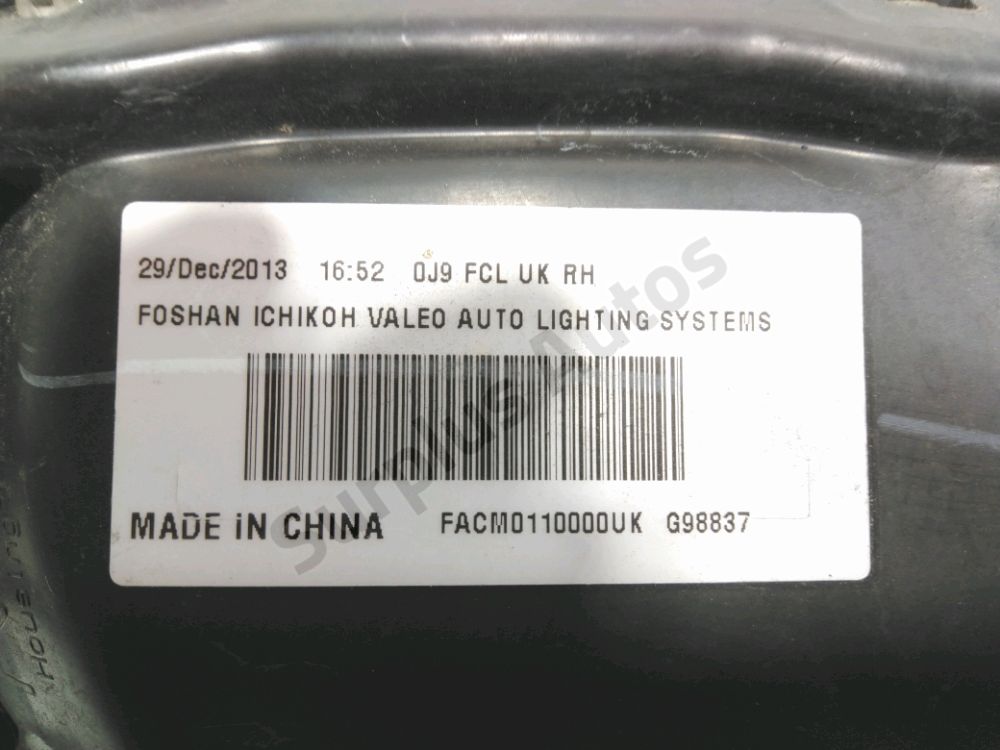 29/Dec/2013 16:52 0J9 FCL UK RH
FOSHAN ICHIKOH VALEO AUTO LIGHTING SYSTEMS
MADE iN CHINA FACM0110000UK G98837
Surplus Autos
Housing